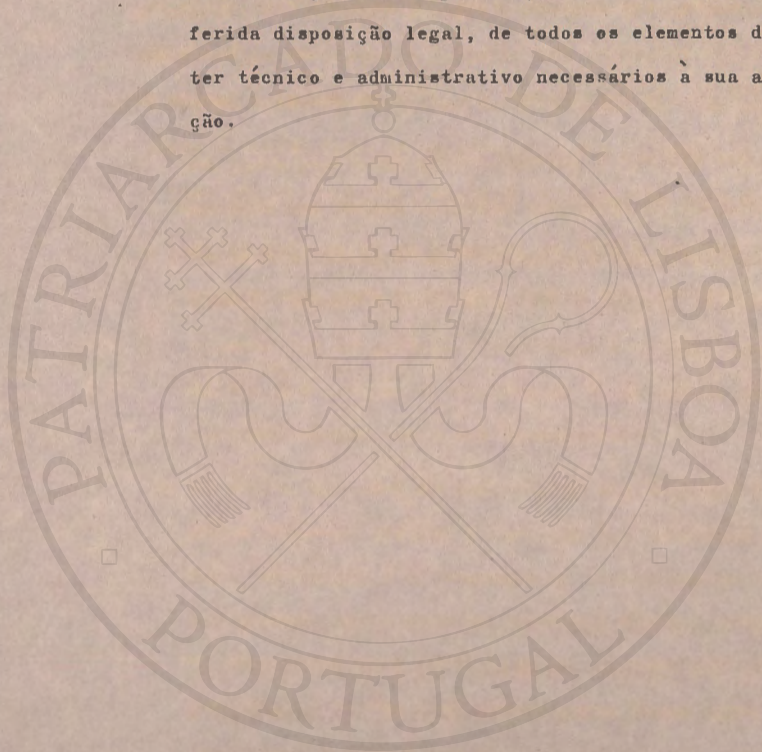 ferida disposição legal, de todos os elementos d
ter técnico e administrativo necessários à sua a
ção.
PATRIARCADO DE LISBOA
PORTUGAL